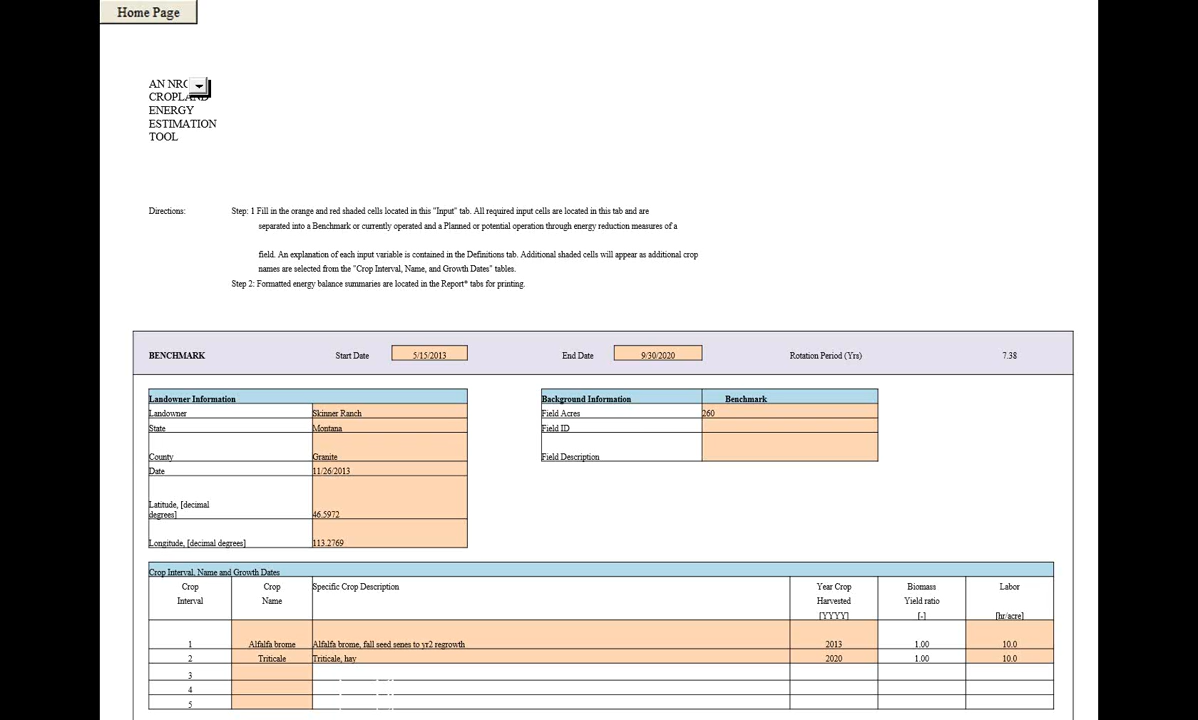 Home Page
AN NRC
CROPLAND
ENERGY
ESTIMATION
TOOL
Directions: Step: 1 Fill in the orange and red shaded cells located in this "Input" tab. All required input cells are located in this tab and are
separated into a Benchmark or currently operated and a Planned or potential operation through energy reduction measures of a
field. An explanation of each input variable is contained in the Definitions tab. Additional shaded cells will appear as additional crop
names are selected from the "Crop Interval, Name, and Growth Dates" tables.
Step 2: Formatted energy balance summaries are located in the Report* tabs for printing.
BENCHMARK Start Date 5/15/2013 End Date 9/30/2020 Rotation Period (Yrs) 7.38
Landowner Information Background Information Benchmark
Landowner Skinner Ranch Field Acres 260
State Montana Field ID
County Granite Field Description
Date 11/26/2013
Latitude, [decimal
degrees] 46.5972
Longitude, [decimal degrees] 113.2769
Crop Interval, Name and Growth Dates
Crop Crop Specific Crop Description Year Crop Biomass Labor
Interval Name Harvested Yield ratio
[YYYY] [-] [hr/acre]
1 Alfalfa brome Alfalfa brome, fall seed senes to yr2 regrowth 2013 1.00 10.0
2 Triticale Triticale, hay 2020 1.00 10.0
3
4
5